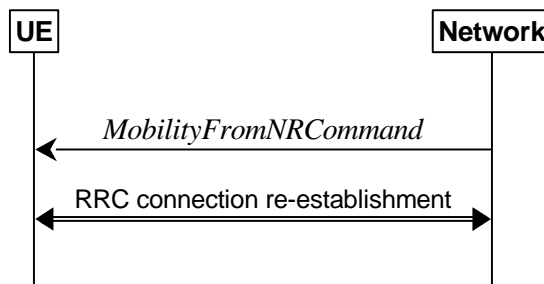 UE
Network
MobilityFromNRCommand
RRC connection re-establishment